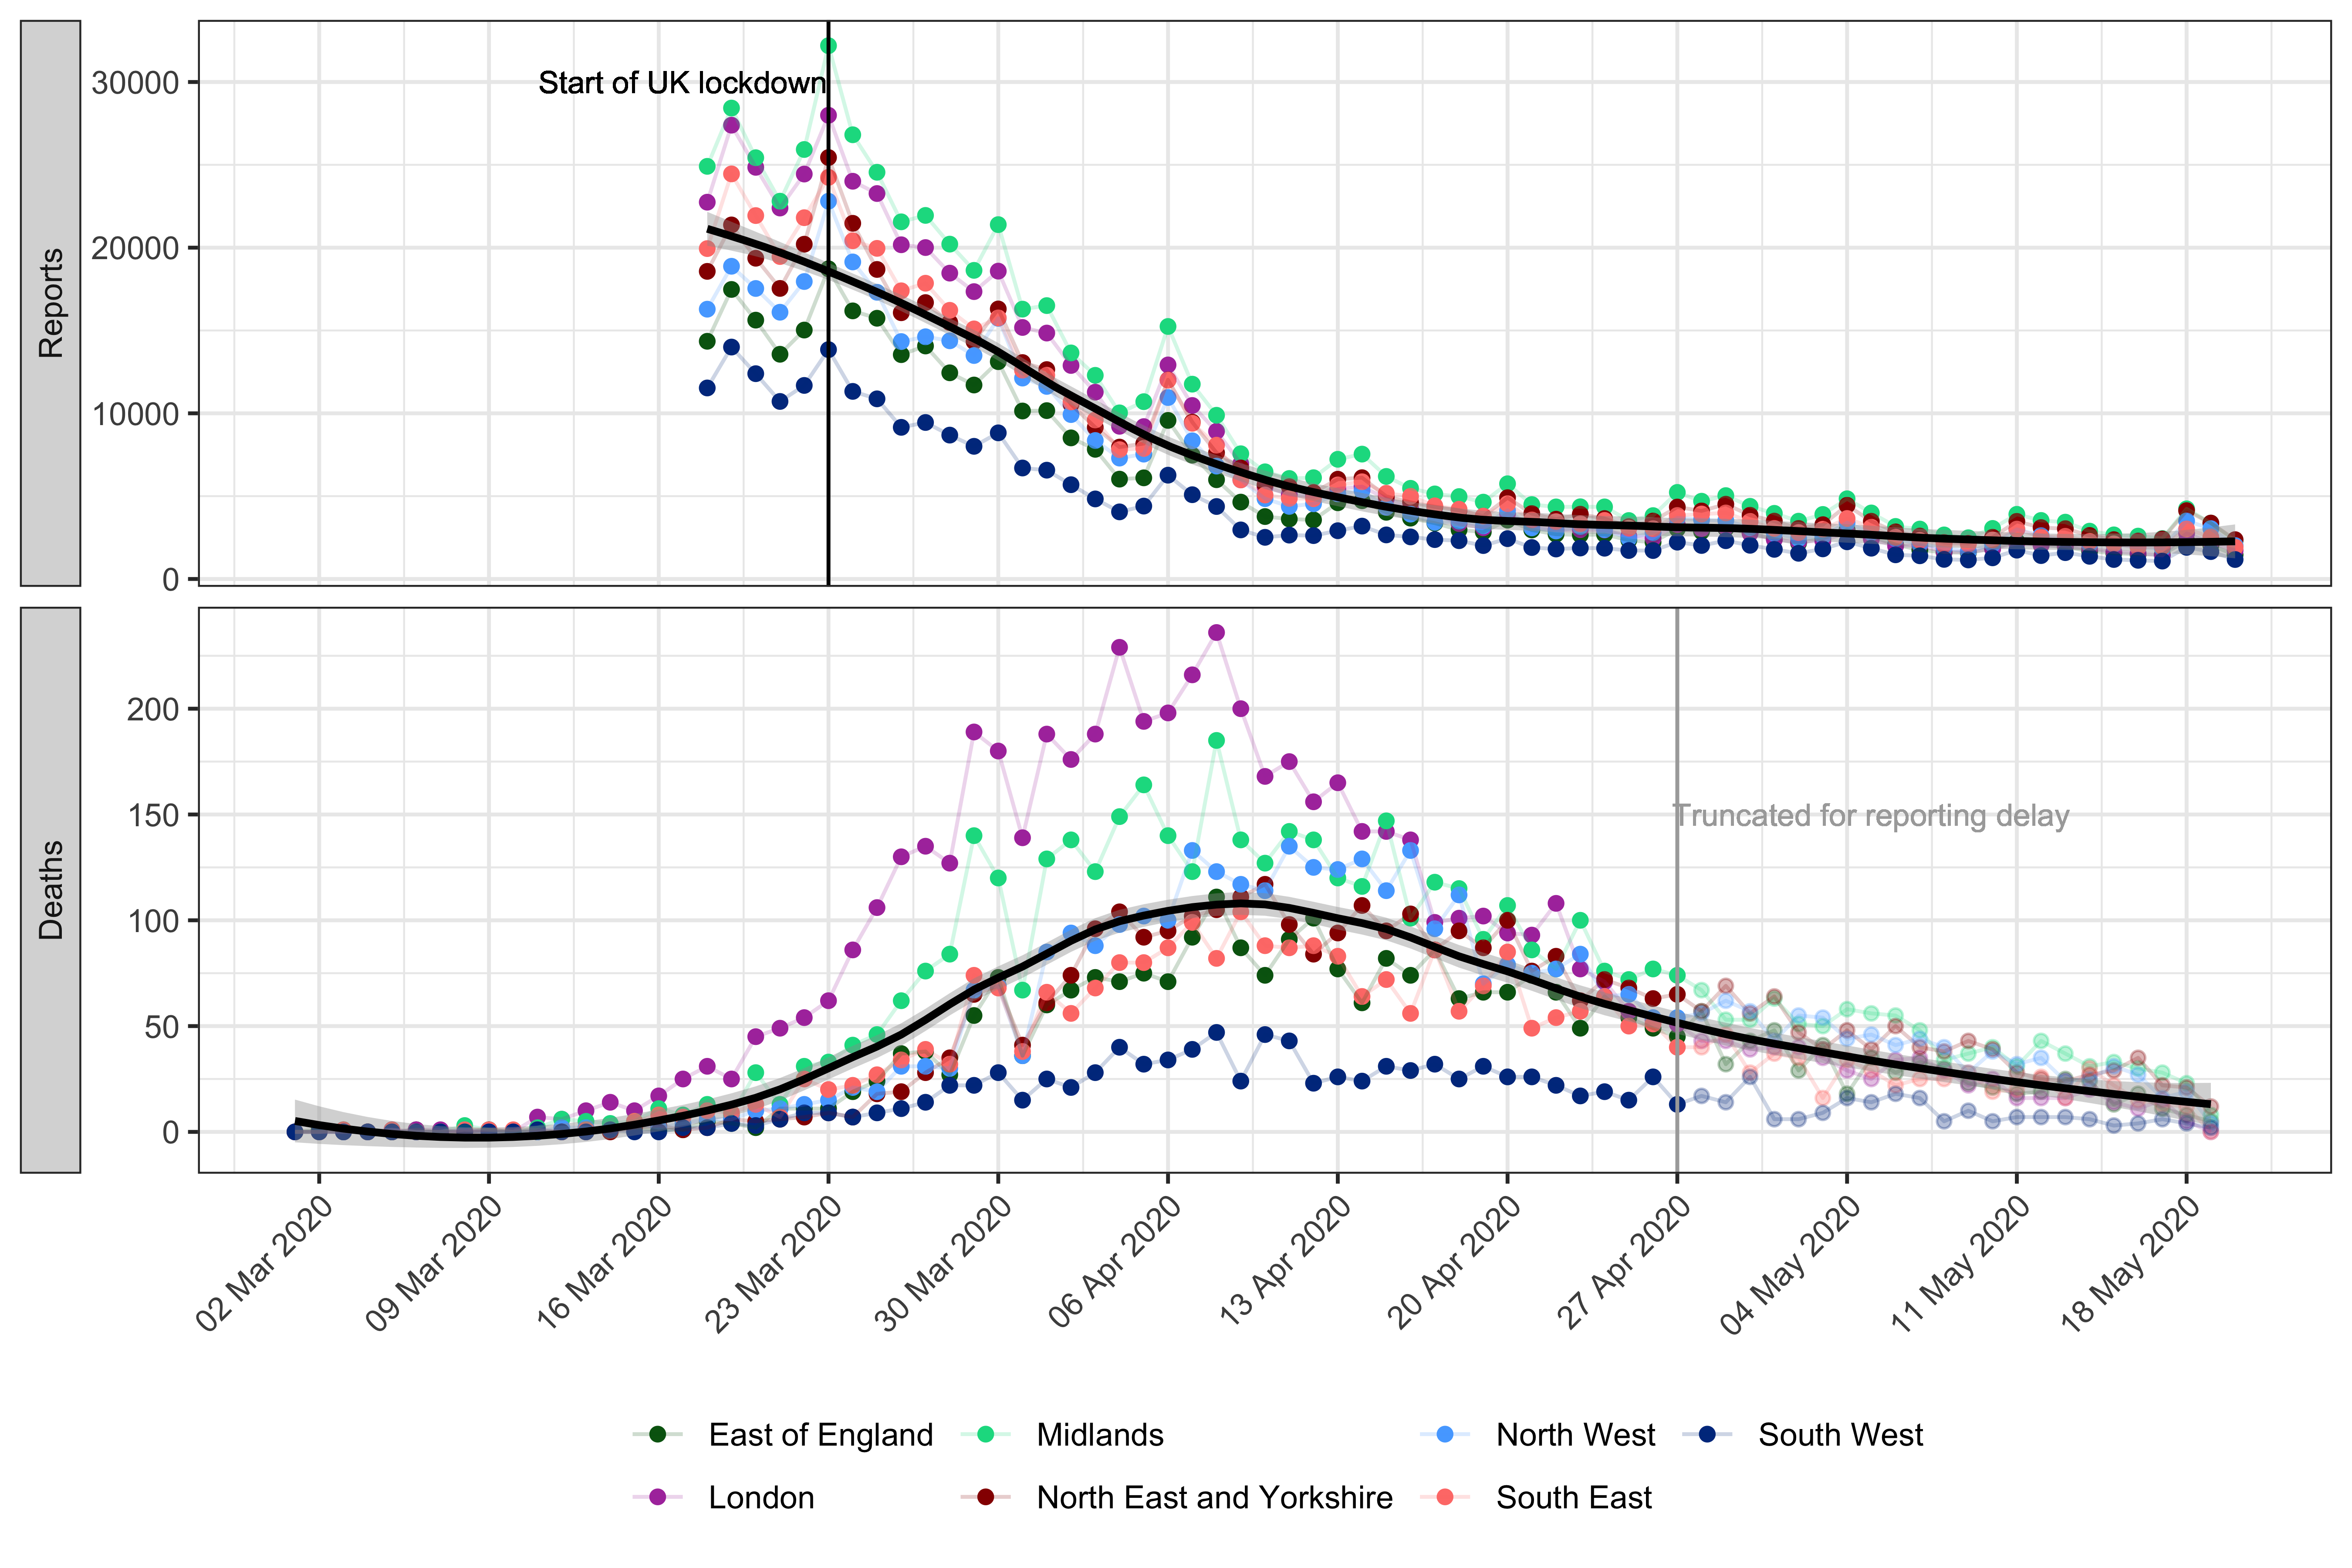 Reports
30000
20000
10000
0
Start of UK lockdown
Deaths
200
150
100
50
0
Truncated for reporting delay
02 Mar 2020
09 Mar 2020
16 Mar 2020
23 Mar 2020
30 Mar 2020
06 Apr 2020
13 Apr 2020
20 Apr 2020
27 Apr 2020
04 May 2020
11 May 2020
18 May 2020
East of England Midlands North West South West
London North East and Yorkshire South East